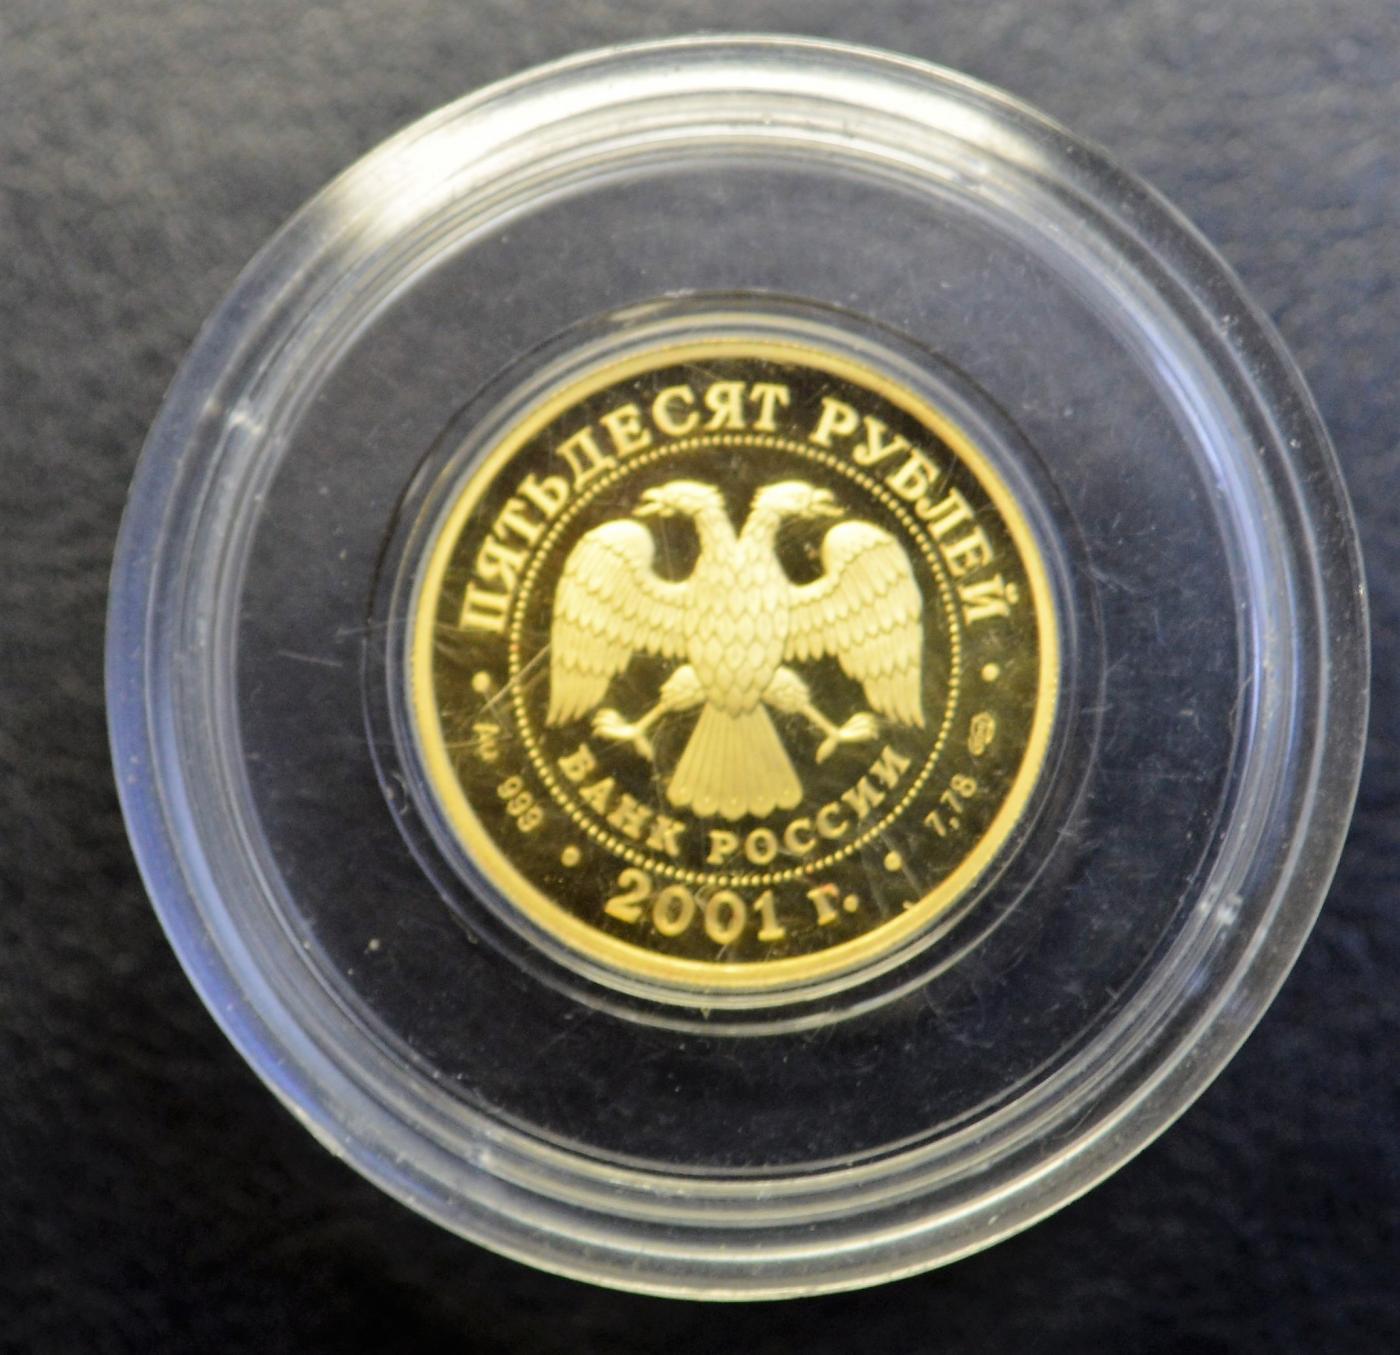 ПЯТЬДЕСЯТ РУБЛЕЙ
БАНК РОССИИ
Au 999
2001 г.
7,78